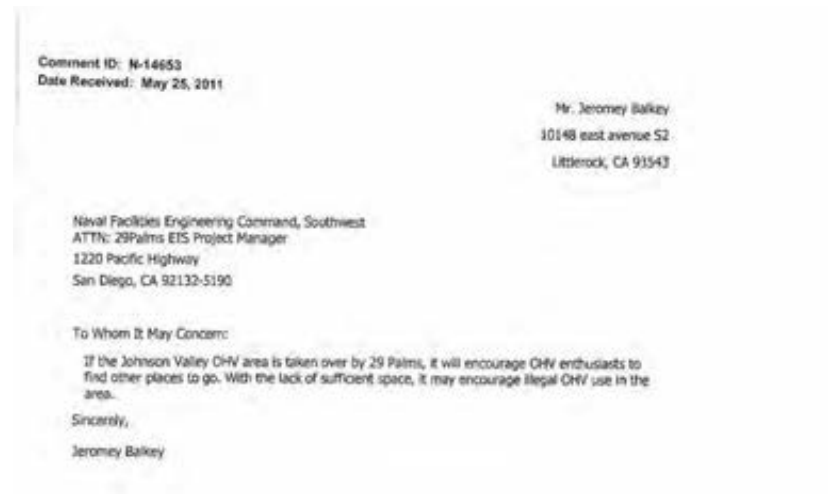 Comment ID: N-14653
Date Received: May 25, 2011
Mr. Jeromey Balkey
10148 east avenue S2
Littlerock, CA 93543
Naval Facilities Engineering Command, Southwest
ATTN: 29Palms EIS Project Manager
1220 Pacific Highway
San Diego, CA 92132-5190
To Whom It May Concern:
If the Johnson Valley OHV area is taken over by 29 Palms, it will encourage OHV enthusiasts to
find other places to go. With the lack of sufficient space, it may encourage illegal OHV use in the
area.
Sincerely,
Jeromey Balkey